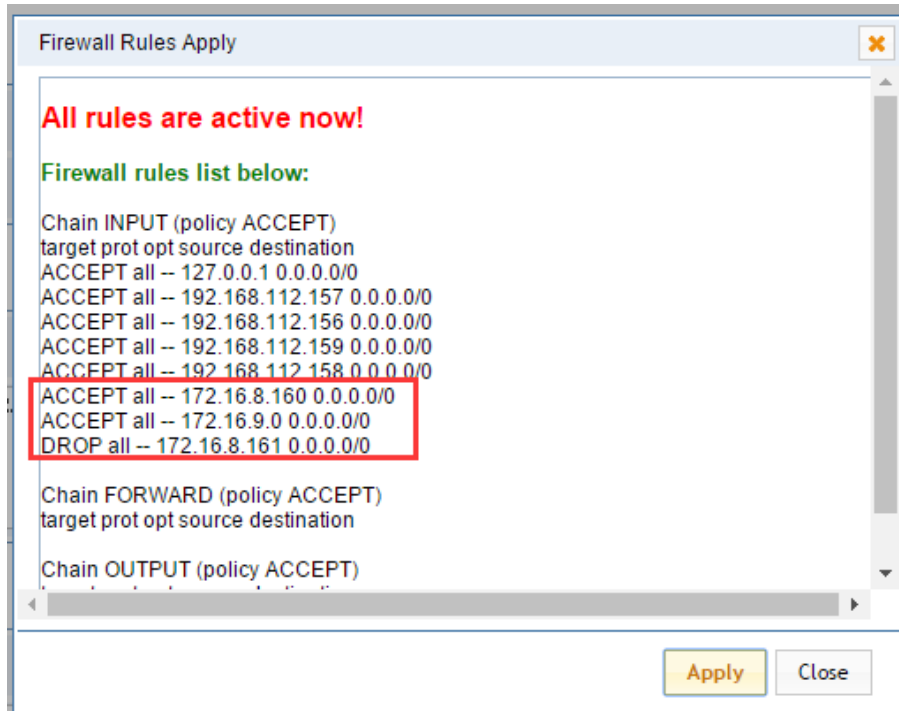 Firewall Rules Apply
All rules are active now!
Firewall rules list below:
Chain INPUT (policy ACCEPT)
target prot opt source destination
ACCEPT all -- 127.0.0.1 0.0.0.0/0
ACCEPT all -- 192.168.112.157 0.0.0.0/0
ACCEPT all -- 192.168.112.156 0.0.0.0/0
ACCEPT all -- 192.168.112.159 0.0.0.0/0
ACCEPT all -- 192.168.112.158 0.0.0.0/0
ACCEPT all -- 172.16.8.160 0.0.0.0/0
ACCEPT all -- 172.16.9.0 0.0.0.0/0
DROP all -- 172.16.8.161 0.0.0.0/0
Chain FORWARD (policy ACCEPT)
target prot opt source destination
Chain OUTPUT (policy ACCEPT)
Apply Close